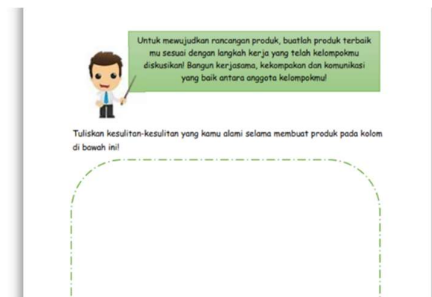 Untuk mewujudkan rancangan produk, buatlah produk terbaik
mu sesuai dengan langkah kerja yang telah kelompokmu
diskusikan! Bangun kerjasama, kekompakan dan komunikasi
yang baik antara anggota kelompokmu!
Tuliskan kesulitan-kesulitan yang kamu alami selama membuat produk pada kolom
di bawah ini!